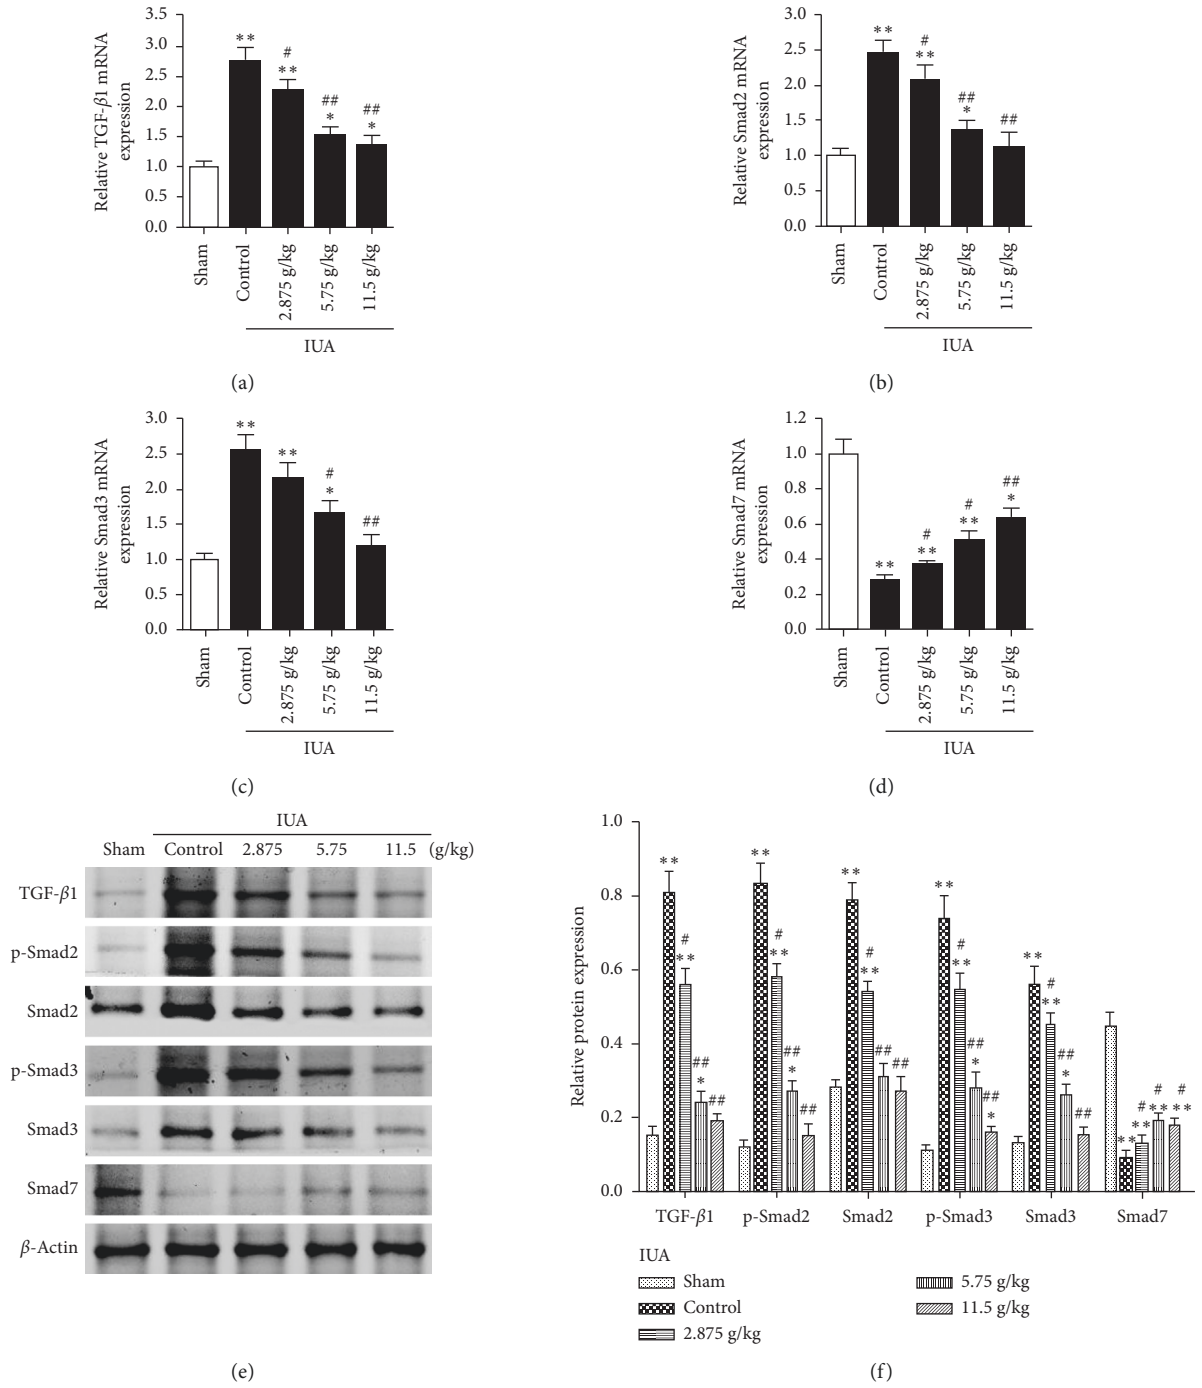 Relative TGF-β1 mRNA
expression
3.5
3.0
2.5
2.0
1.5
1.0
0.5
0.0
**
#
**
##
*
##
*
Sham
Control
2.875 g/kg
5.75 g/kg
11.5 g/kg
IUA
(a)
Relative Smad2 mRNA
expression
3.0
2.5
2.0
1.5
1.0
0.5
0.0
**
#
**
##
*
##
Sham
Control
2.875 g/kg
5.75 g/kg
11.5 g/kg
IUA
(b)
Relative Smad3 mRNA
expression
3.0
2.5
2.0
1.5
1.0
0.5
0.0
**
**
#
*
##
Sham
Control
2.875 g/kg
5.75 g/kg
11.5 g/kg
IUA
(c)
Relative Smad7 mRNA
expression
1.2
1.0
0.8
0.6
0.4
0.2
0.0
**
#
**
#
**
##
*
Sham
Control
2.875 g/kg
5.75 g/kg
11.5 g/kg
IUA
(d)
IUA
Sham Control 2.875 5.75 11.5 (g/kg)
TGF-β1
p-Smad2
Smad2
p-Smad3
Smad3
Smad7
β-Actin
(e)
Relative protein expression
1.0
0.8
0.6
0.4
0.2
0.0
**
#
**
##
*
##
**
#
**
##
*
##
**
#
**
##
##
**
#
**
##
*
##
*
**
#
**
##
*
##
**
#
**
#
**
#
**
TGF-β1 p-Smad2 Smad2 p-Smad3 Smad3 Smad7
IUA
Sham
Control
2.875 g/kg
5.75 g/kg
11.5 g/kg
(f)